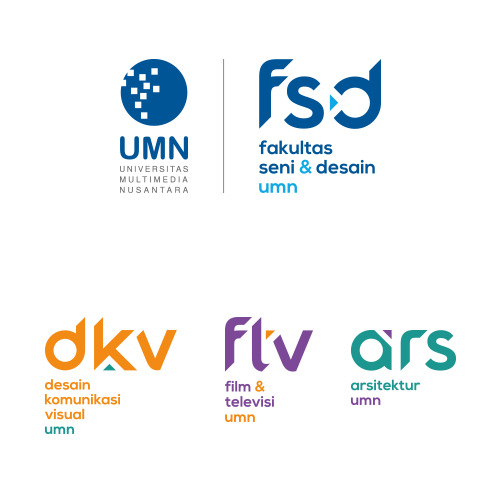 UMN
UNIVERSITAS
MULTIMEDIA
NUSANTARA
fsd
fakultas
seni & desain
umn
dkv
desain
komunikasi
visual
umn
ftv
film &
televisi
umn
ars
arsitektur
umn